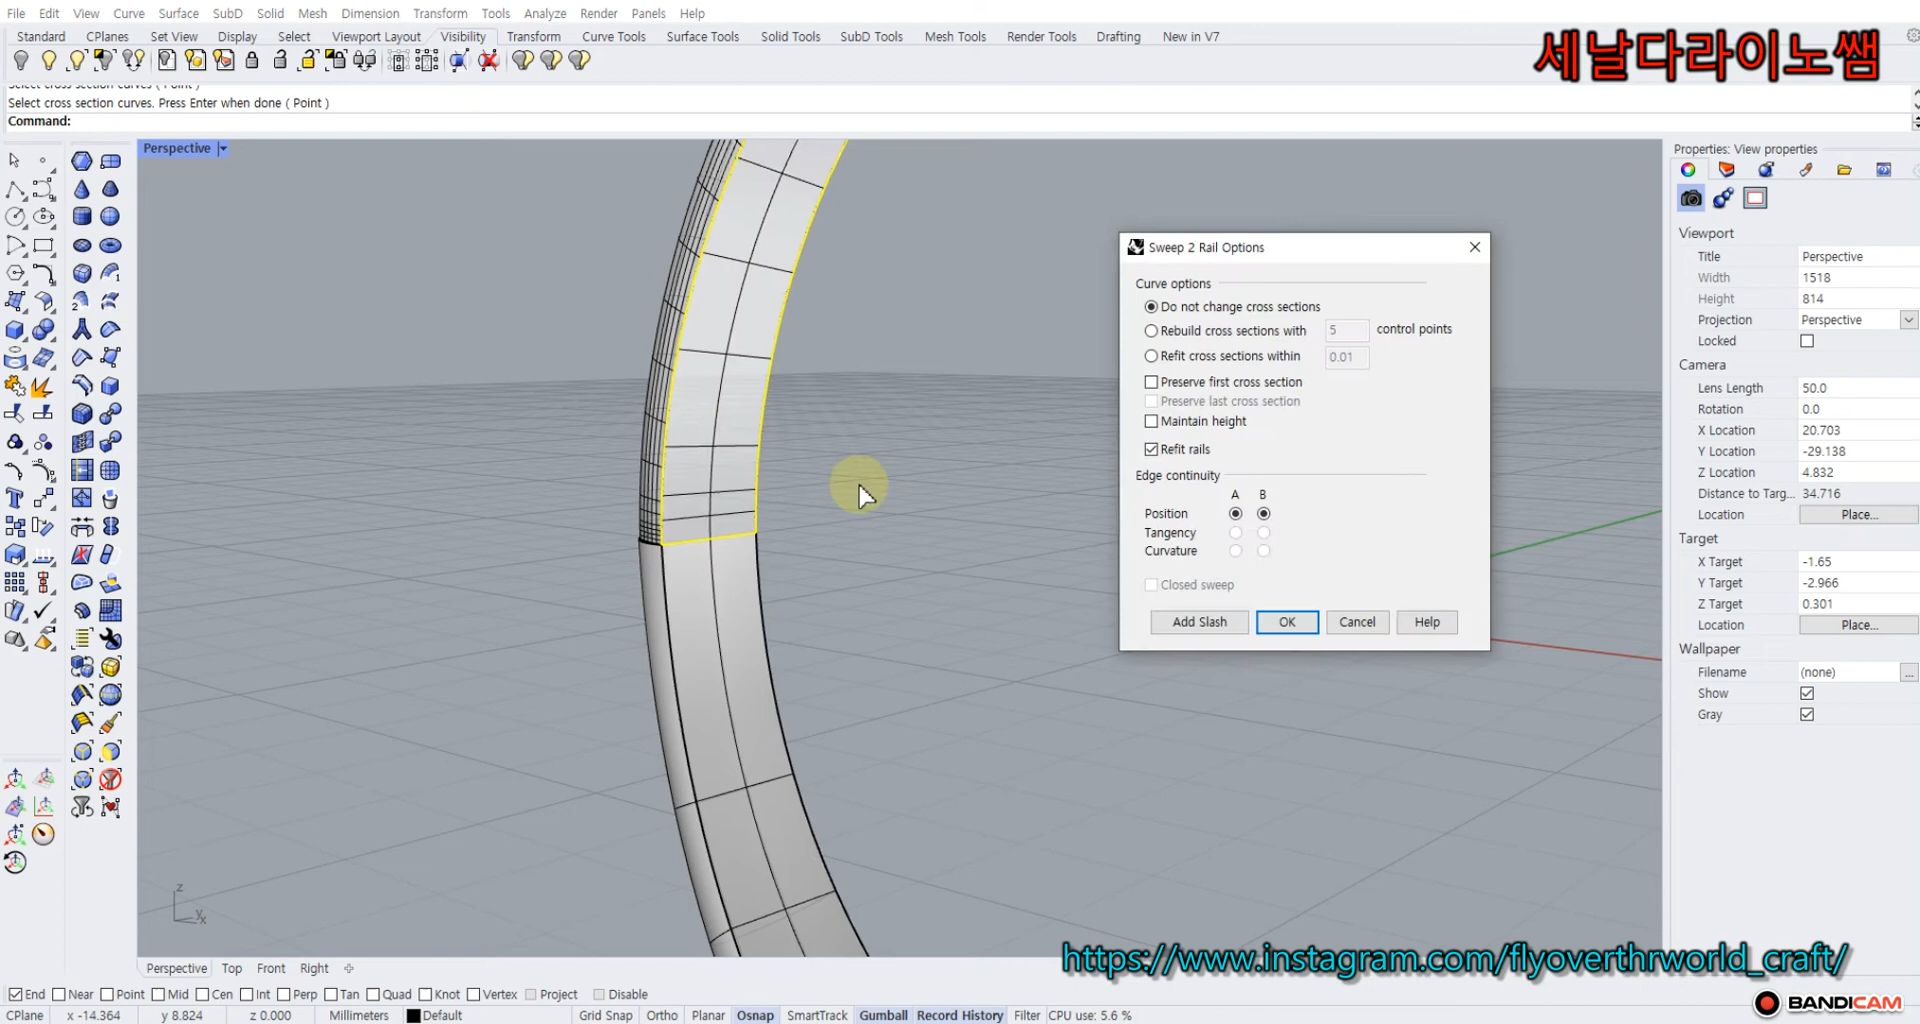 File Edit View Curve Surface SubD Solid Mesh Dimension Transform Tools Analyze Render Panels Help
Standard CPlanes Set View Display Select Viewport Layout Visibility Transform Curve Tools Surface Tools Solid Tools SubD Tools Mesh Tools Render Tools Drafting New in V7
세날다라이노쌤
Select cross section curves ( Point )
Select cross section curves. Press Enter when done ( Point )
Command:
Perspective
Properties: View properties
Viewport
Title Perspective
Width 1518
Height 814
Projection Perspective
Locked
Camera
Lens Length 50.0
Rotation 0.0
X Location 20.703
Y Location -29.138
Z Location 4.832
Distance to Targ... 34.716
Location Place...
Target
X Target -1.65
Y Target -2.966
Z Target 0.301
Location Place...
Wallpaper
Filename (none) ...
Show
Gray
Sweep 2 Rail Options
Curve options
Do not change cross sections
Rebuild cross sections with 5 control points
Refit cross sections within 0.01
Preserve first cross section
Preserve last cross section
Maintain height
Refit rails
Edge continuity
A B
Position
Tangency
Curvature
Closed sweep
Add Slash OK Cancel Help
z
y
x
https://www.instagram.com/flyoverthrworld_craft/
Perspective Top Front Right
End Near Point Mid Cen Int Perp Tan Quad Knot Vertex Project Disable
BANDICAM
CPlane x -14.364 y 8.824 z 0.000 Millimeters Default Grid Snap Ortho Planar Osnap SmartTrack Gumball Record History Filter CPU use: 5.6 %